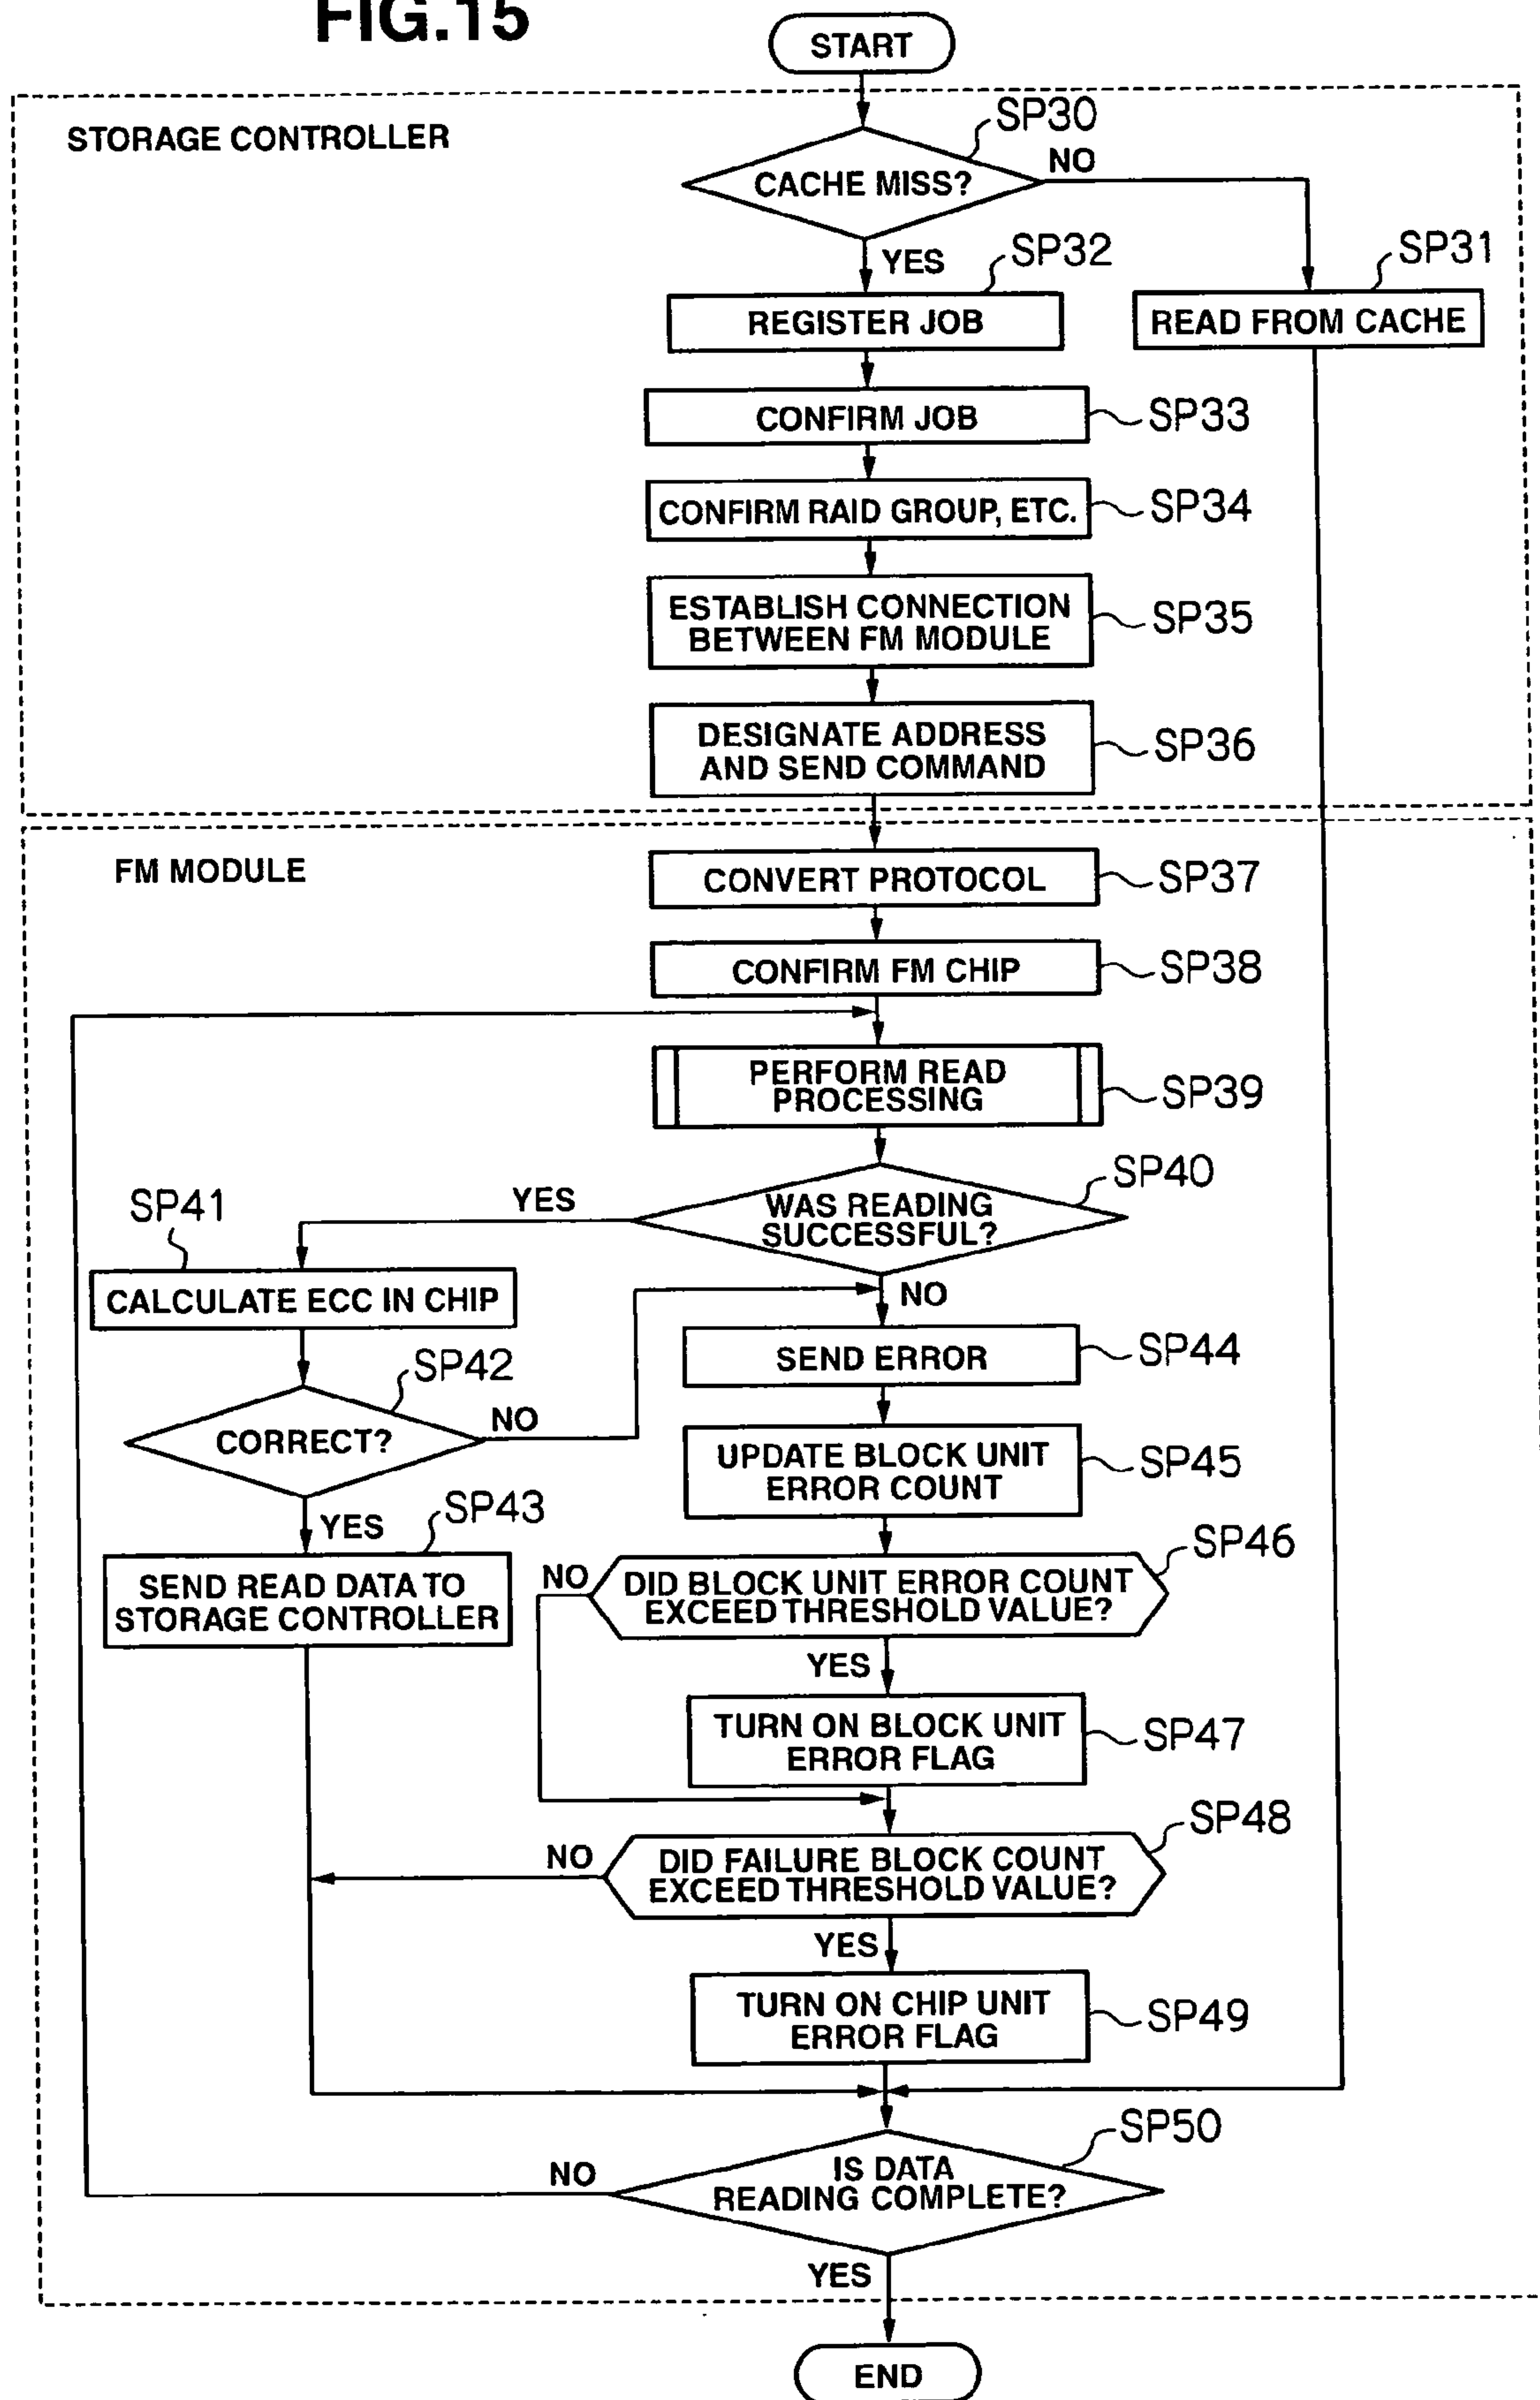 FIG.15
START
STORAGE CONTROLLER
SP30
CACHE MISS?
NO
YES
SP32
SP31
REGISTER JOB
READ FROM CACHE
CONFIRM JOB
SP33
CONFIRM RAID GROUP, ETC.
SP34
ESTABLISH CONNECTION
BETWEEN FM MODULE
SP35
DESIGNATE ADDRESS
AND SEND COMMAND
SP36
FM MODULE
CONVERT PROTOCOL
SP37
CONFIRM FM CHIP
SP38
PERFORM READ
PROCESSING
SP39
SP40
WAS READING
SUCCESSFUL?
YES
SP41
CALCULATE ECC IN CHIP
NO
SEND ERROR
SP44
SP42
CORRECT?
NO
UPDATE BLOCK UNIT
ERROR COUNT
SP45
YES
SP43
SEND READ DATA TO
STORAGE CONTROLLER
SP46
NO
DID BLOCK UNIT ERROR COUNT
EXCEED THRESHOLD VALUE?
YES
TURN ON BLOCK UNIT
ERROR FLAG
SP47
SP48
NO
DID FAILURE BLOCK COUNT
EXCEED THRESHOLD VALUE?
YES
TURN ON CHIP UNIT
ERROR FLAG
SP49
SP50
NO
IS DATA
READING COMPLETE?
YES
END